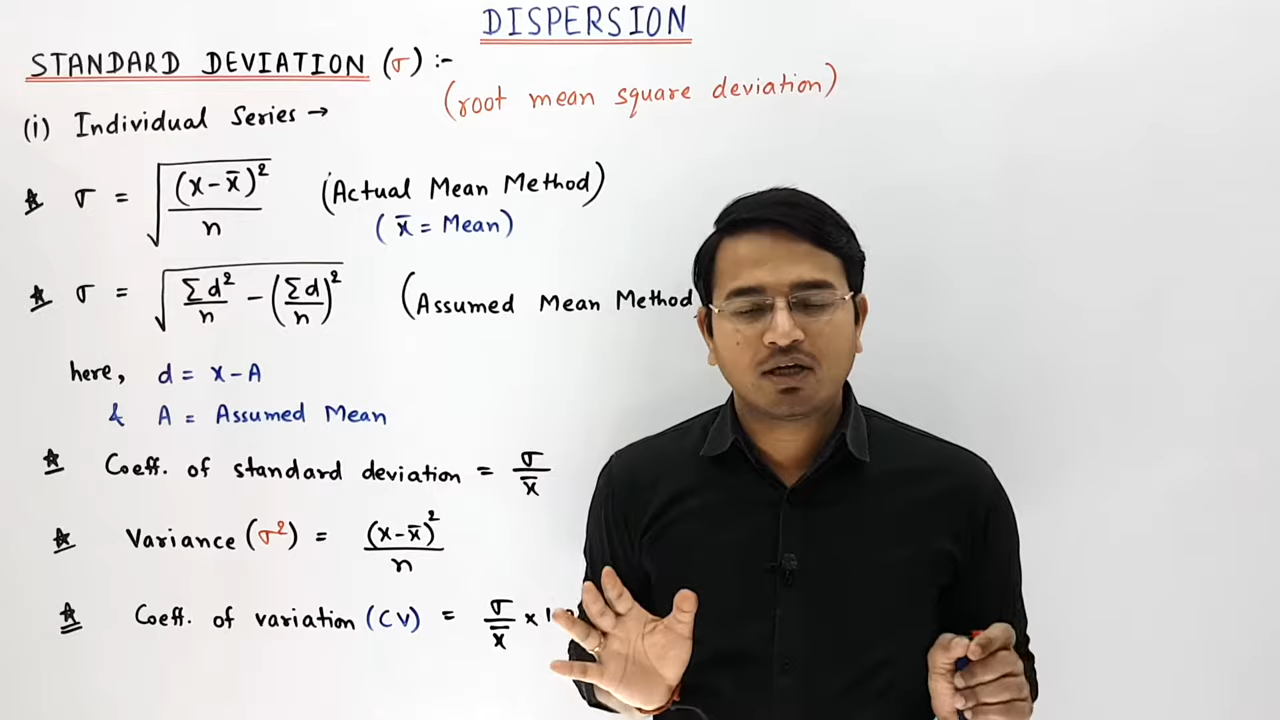 DISPERSION
STANDARD DEVIATION (σ) :-
(root mean square deviation)
(i) Individual Series →
☆ σ = √((x-x̄)²/n) (Actual Mean Method)
(x̄ = Mean)
☆ σ = √(Σd²/n - (Σd/n)²) (Assumed Mean Method
here, d = x-A
& A = Assumed Mean
☆ Coeff. of standard deviation = σ/x̄
☆ Variance (σ²) = (x-x̄)²/n
☆ Coeff. of variation (CV) = σ/x̄ ×